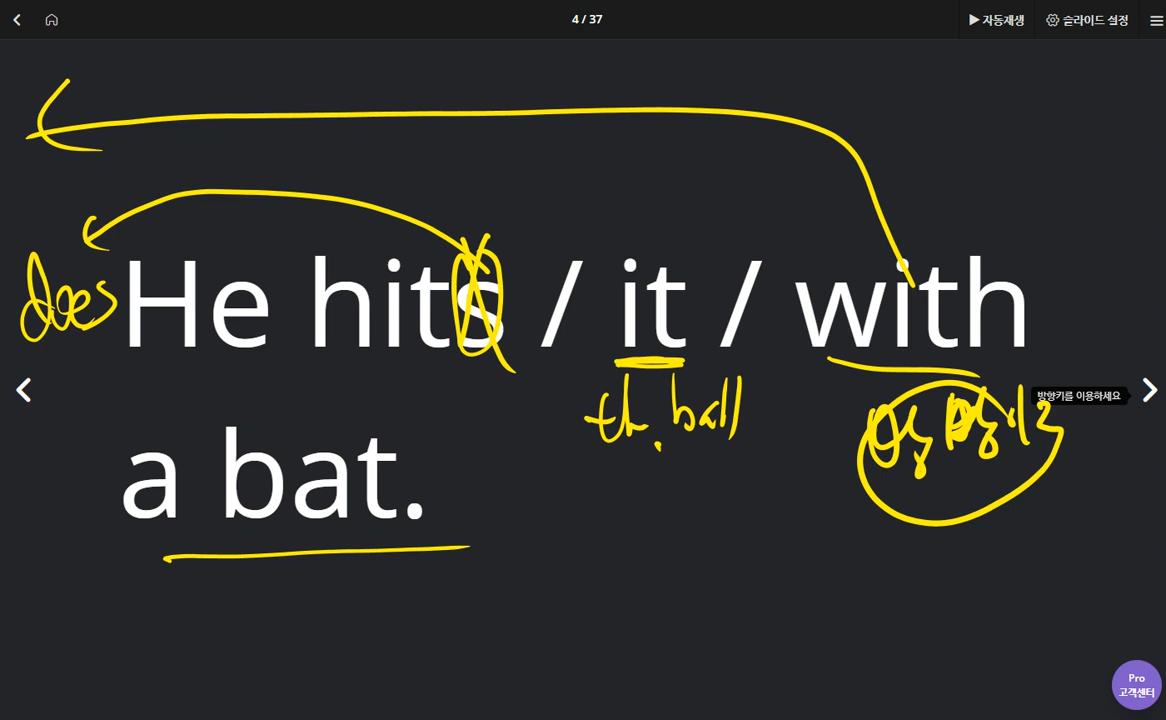 4 / 37
자동재생
슬라이드 설정
does
He hits / it / with
방향키를 이용하세요
th. ball
a bat.
Pro
고객센터